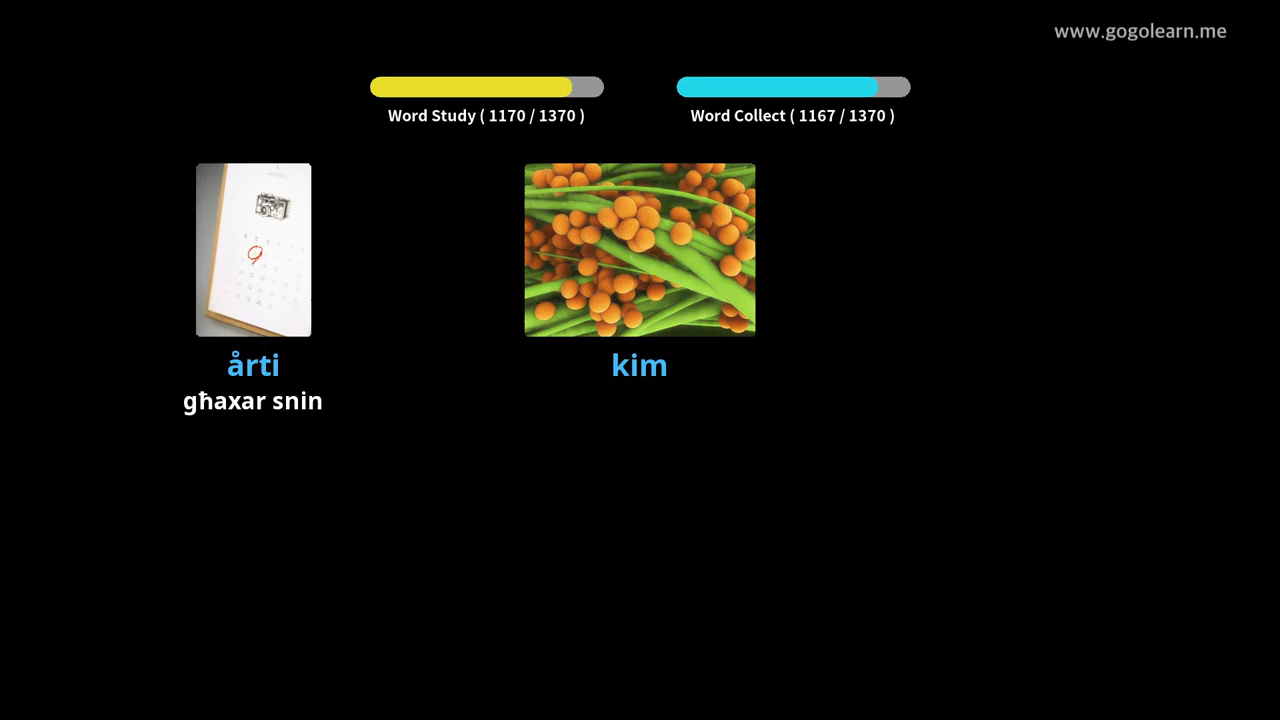 www.gogolearn.me
Word Study ( 1170 / 1370 )
Word Collect ( 1167 / 1370 )
årti
kim
għaxar snin